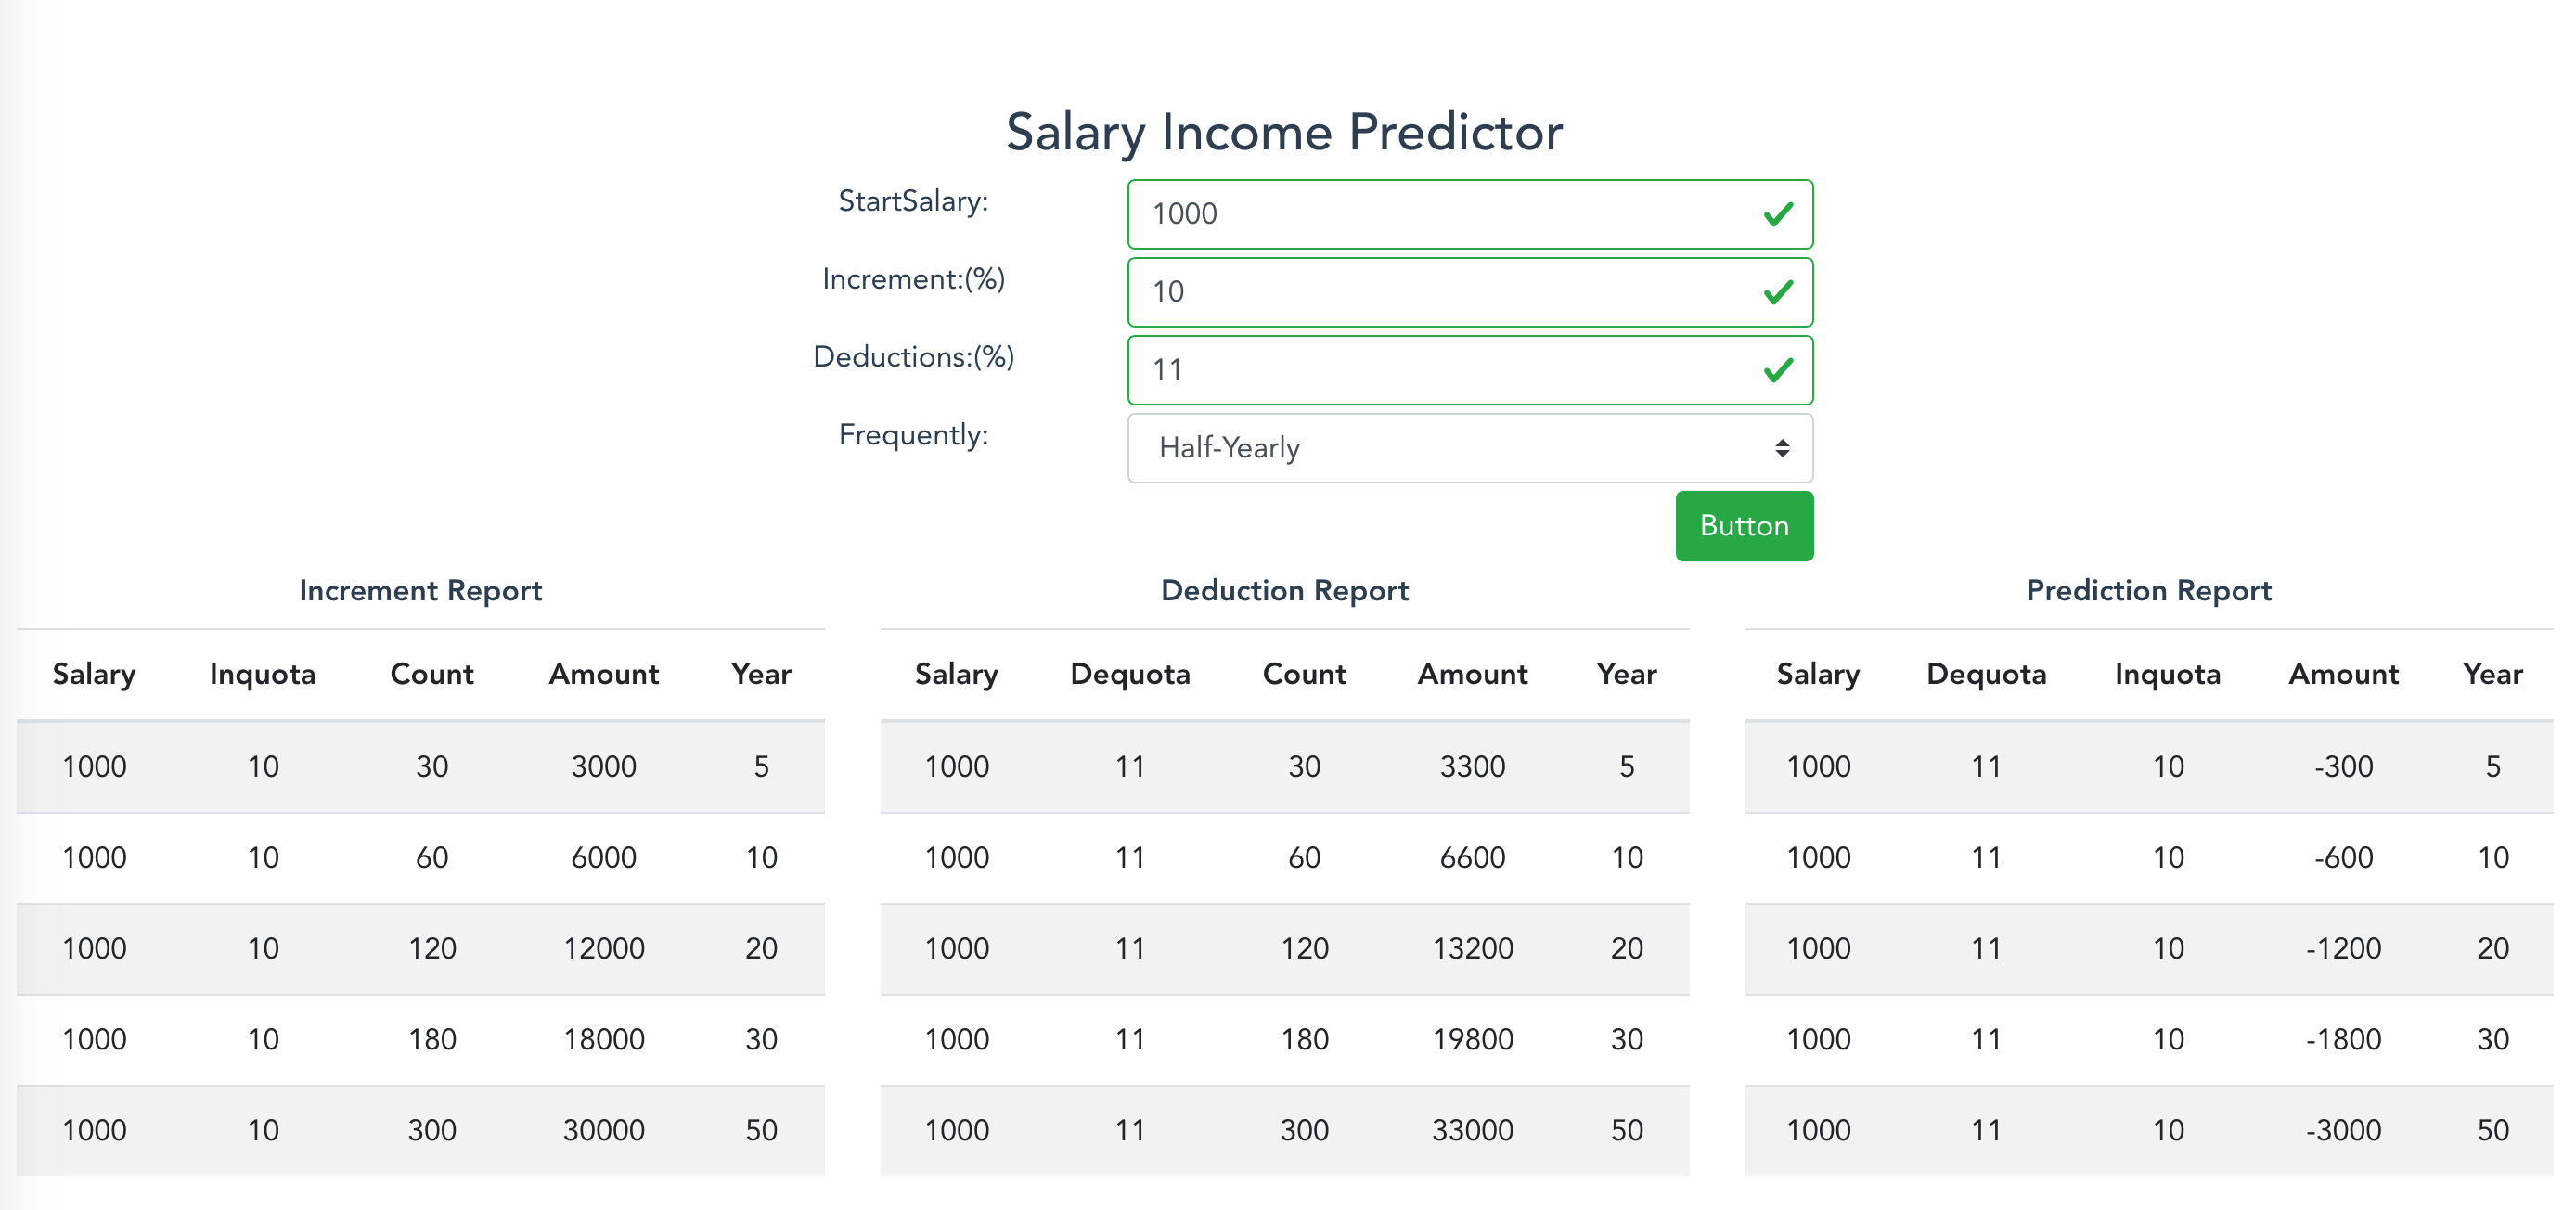 Salary Income Predictor
StartSalary: 1000
Increment:(%) 10
Deductions:(%) 11
Frequently: Half-Yearly
Button
Increment Report
Salary Inquota Count Amount Year
1000 10 30 3000 5
1000 10 60 6000 10
1000 10 120 12000 20
1000 10 180 18000 30
1000 10 300 30000 50
Deduction Report
Salary Dequota Count Amount Year
1000 11 30 3300 5
1000 11 60 6600 10
1000 11 120 13200 20
1000 11 180 19800 30
1000 11 300 33000 50
Prediction Report
Salary Dequota Inquota Amount Year
1000 11 10 -300 5
1000 11 10 -600 10
1000 11 10 -1200 20
1000 11 10 -1800 30
1000 11 10 -3000 50